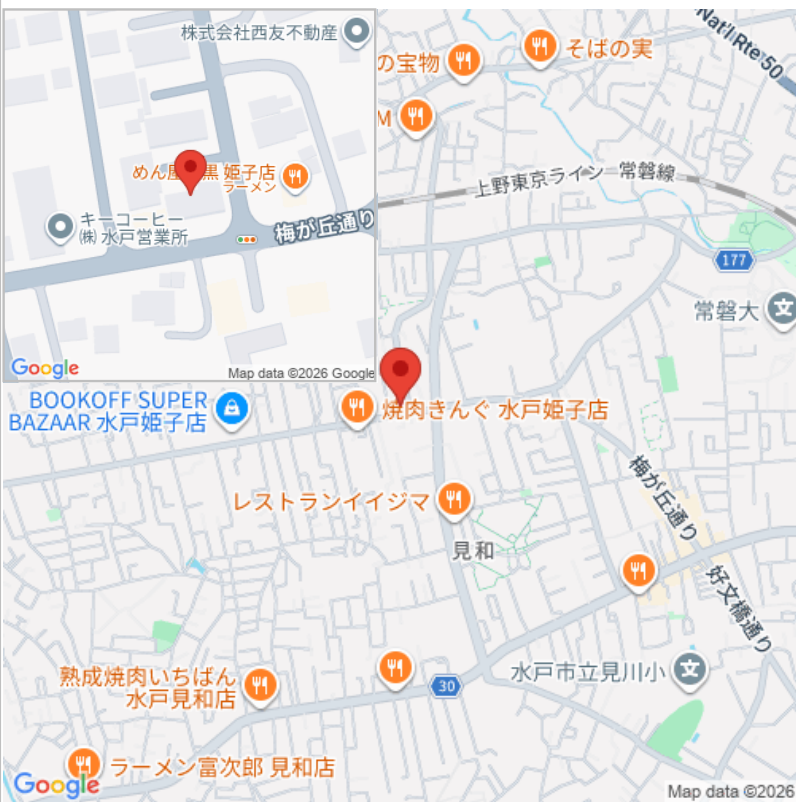 株式会社西友不動産
めん屋
黒 姫子店
ラーメン
キーコーヒー
㈱ 水戸営業所
梅が丘通り
Google
Map data ©2026 Google
の宝物
そばの実
Nat'l Rte 50
M
上野東京ライン 常磐線
177
常磐大
BOOKOFF SUPER
BAZAAR 水戸姫子店
焼肉きんぐ 水戸姫子店
レストランイイジマ
梅が丘通り
見和
好文橋通り
熟成焼肉いちばん
水戸見和店
30
水戸市立見川小
ラーメン富次郎 見和店
Google
Map data ©2026